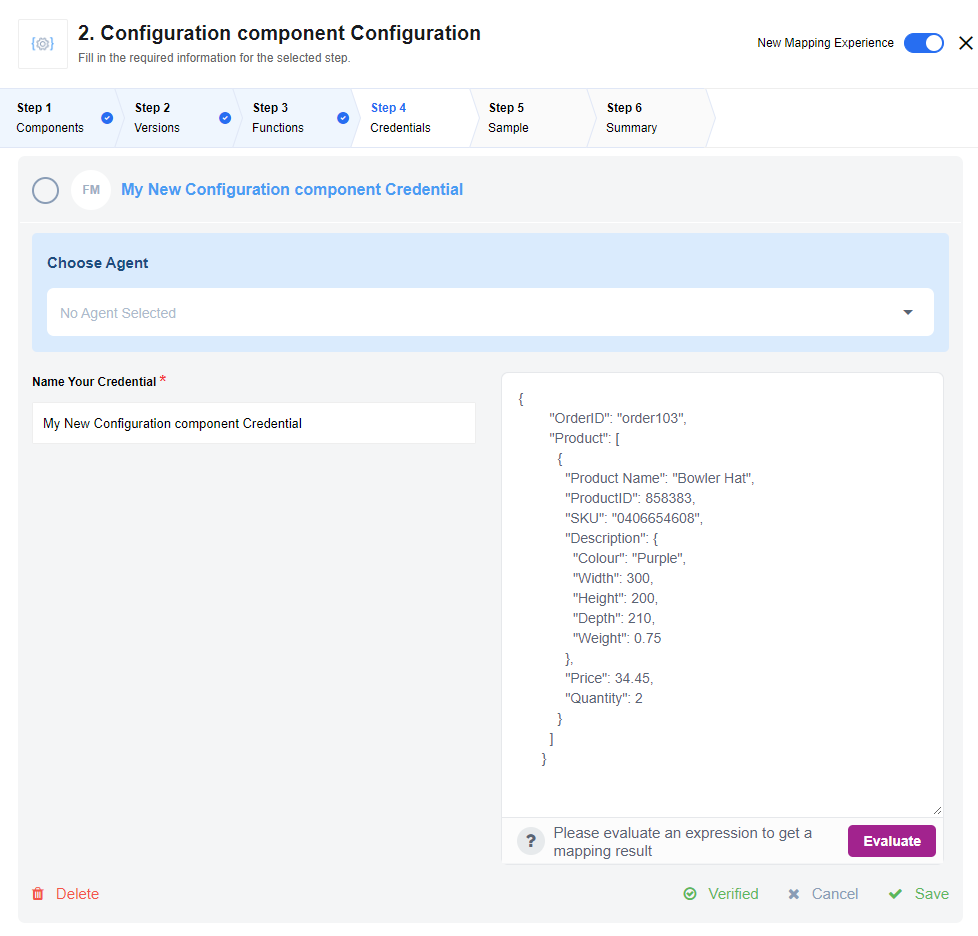 2. Configuration component Configuration
Fill in the required information for the selected step.
New Mapping Experience
Step 1
Components
Step 2
Versions
Step 3
Functions
Step 4
Credentials
Step 5
Sample
Step 6
Summary
FM
My New Configuration component Credential
Choose Agent
No Agent Selected
Name Your Credential *
My New Configuration component Credential
{
"OrderID": "order103",
"Product": [
{
"Product Name": "Bowler Hat",
"ProductID": 858383,
"SKU": "0406654608",
"Description": {
"Colour": "Purple",
"Width": 300,
"Height": 200,
"Depth": 210,
"Weight": 0.75
},
"Price": 34.45,
"Quantity": 2
}
]
}
? Please evaluate an expression to get a
mapping result
Evaluate
Delete
Verified
Cancel
Save